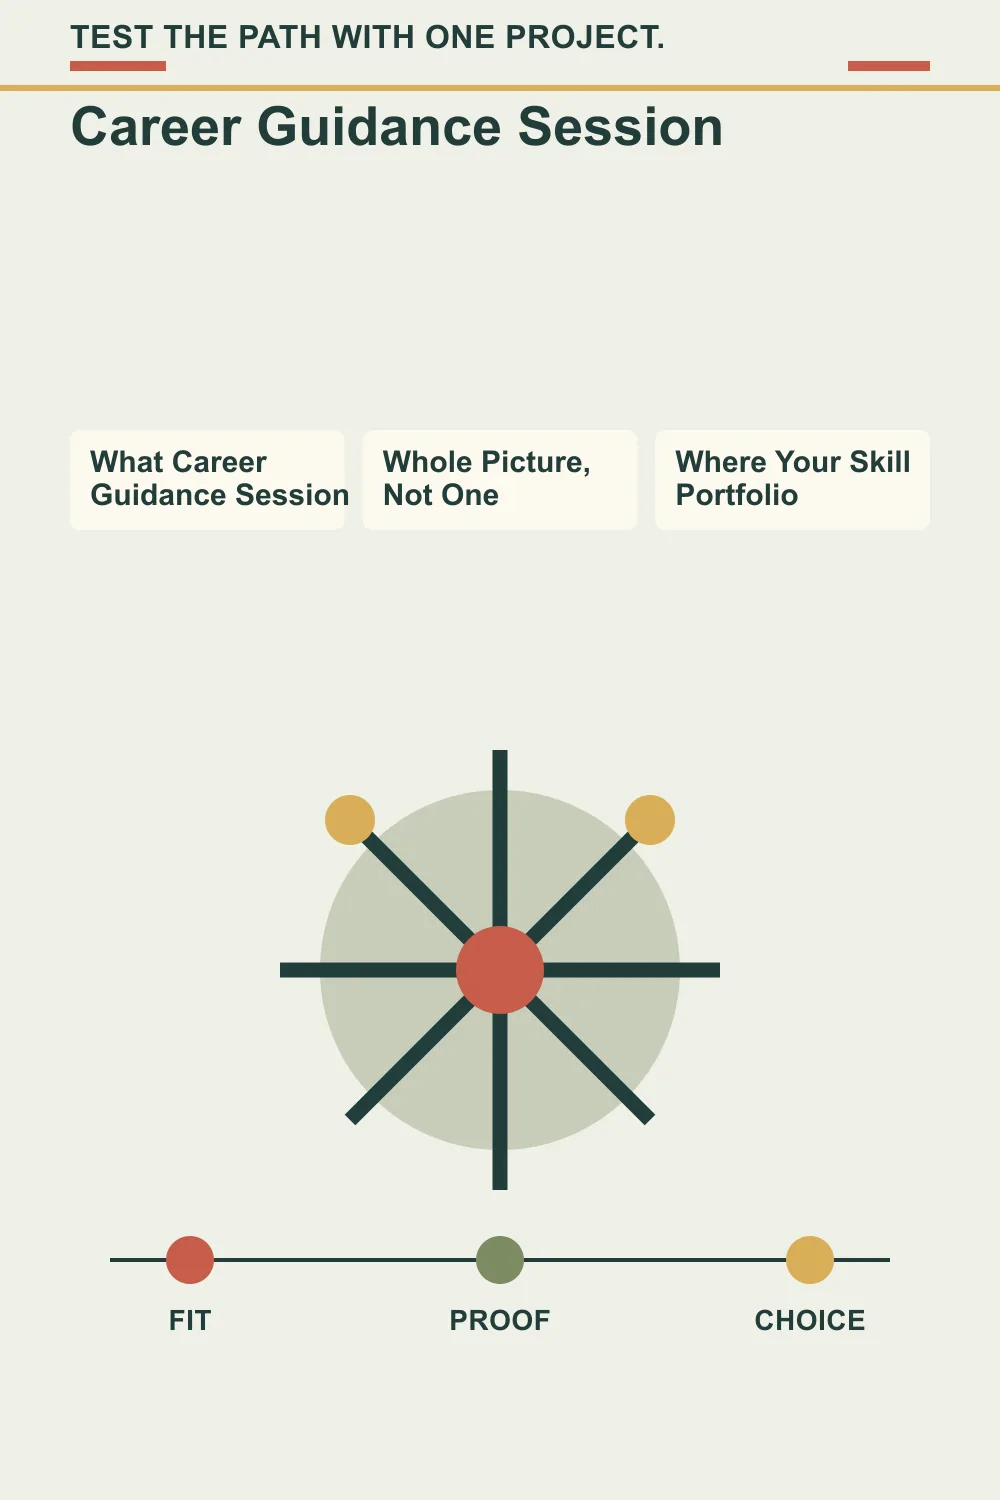 TEST THE PATH WITH ONE PROJECT.
Career Guidance Session
What Career
Guidance Session
Whole Picture,
Not One
Where Your Skill
Portfolio
FIT
PROOF
CHOICE